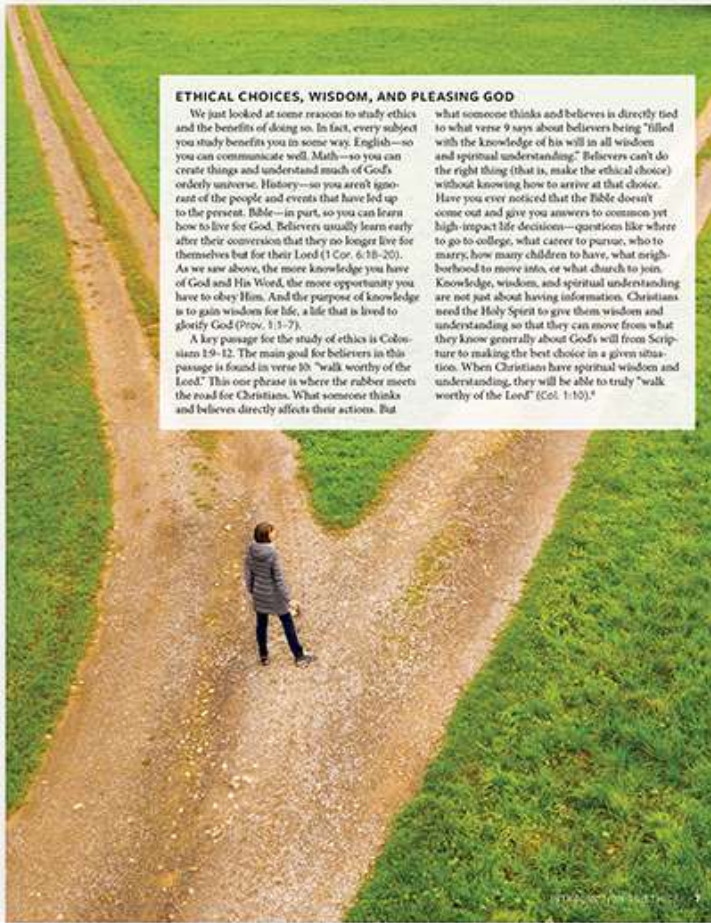 ETHICAL CHOICES, WISDOM, AND PLEASING GOD
We just looked at some reasons to study ethics
and the benefits of doing so. In fact, every subject
you study benefits you in some way. English—so
you can communicate well. Math—so you can
create things and understand much of God's
orderly universe. History—so you aren't igno-
rant of the people and events that have led up
to the present. Bible—in part, so you can learn
how to live for God. Believers usually learn early
after their conversion that they no longer live for
themselves but for their Lord (1 Cor. 6:18–20).
As we saw above, the more knowledge you have
of God and His Word, the more opportunity you
have to obey Him. And the purpose of knowledge
is to gain wisdom for life, a life that is lived to
glorify God (Prov. 1:1–7).
A key passage for the study of ethics is Colos-
sians 1:9–12. The main goal for believers in this
passage is found in verse 10: "walk worthy of the
Lord." This one phrase is where the rubber meets
the road for Christians. What someone thinks
and believes directly affects their actions. But
what someone thinks and believes is directly tied
to what verse 9 says about believers being "filled
with the knowledge of his will in all wisdom
and spiritual understanding." Believers can't do
the right thing (that is, make the ethical choice)
without knowing how to arrive at that choice.
Have you ever noticed that the Bible doesn't
come out and give you answers to common yet
high-impact life decisions—questions like where
to go to college, what career to pursue, who to
marry, how many children to have, what neigh-
borhood to move into, or what church to join.
Knowledge, wisdom, and spiritual understanding
are not just about having information. Christians
need the Holy Spirit to give them wisdom and
understanding so that they can move from what
they know generally about God's will from Scrip-
ture to making the best choice in a given situa-
tion. When Christians have spiritual wisdom and
understanding, they will be able to truly "walk
worthy of the Lord" (Col. 1:10).